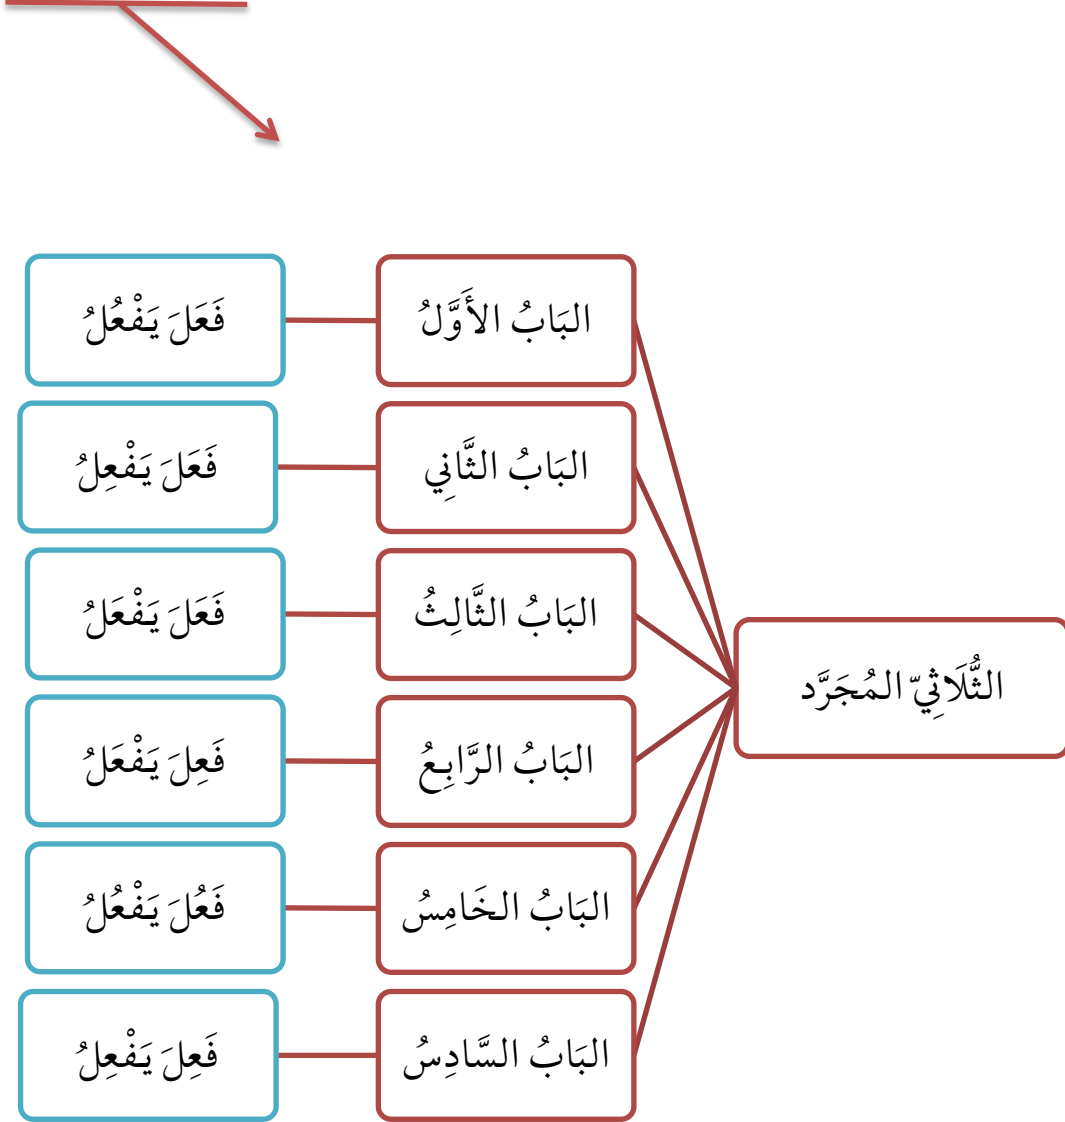 الثُّلَاثِيّ المُجَرَّد
البَابُ الأَوَّلُ
فَعَلَ يَفْعُلُ
البَابُ الثَّانِي
فَعَلَ يَفْعِلُ
البَابُ الثَّالِثُ
فَعَلَ يَفْعَلُ
البَابُ الرَّابِعُ
فَعِلَ يَفْعَلُ
البَابُ الخَامِسُ
فَعُلَ يَفْعُلُ
البَابُ السَّادِسُ
فَعِلَ يَفْعِلُ